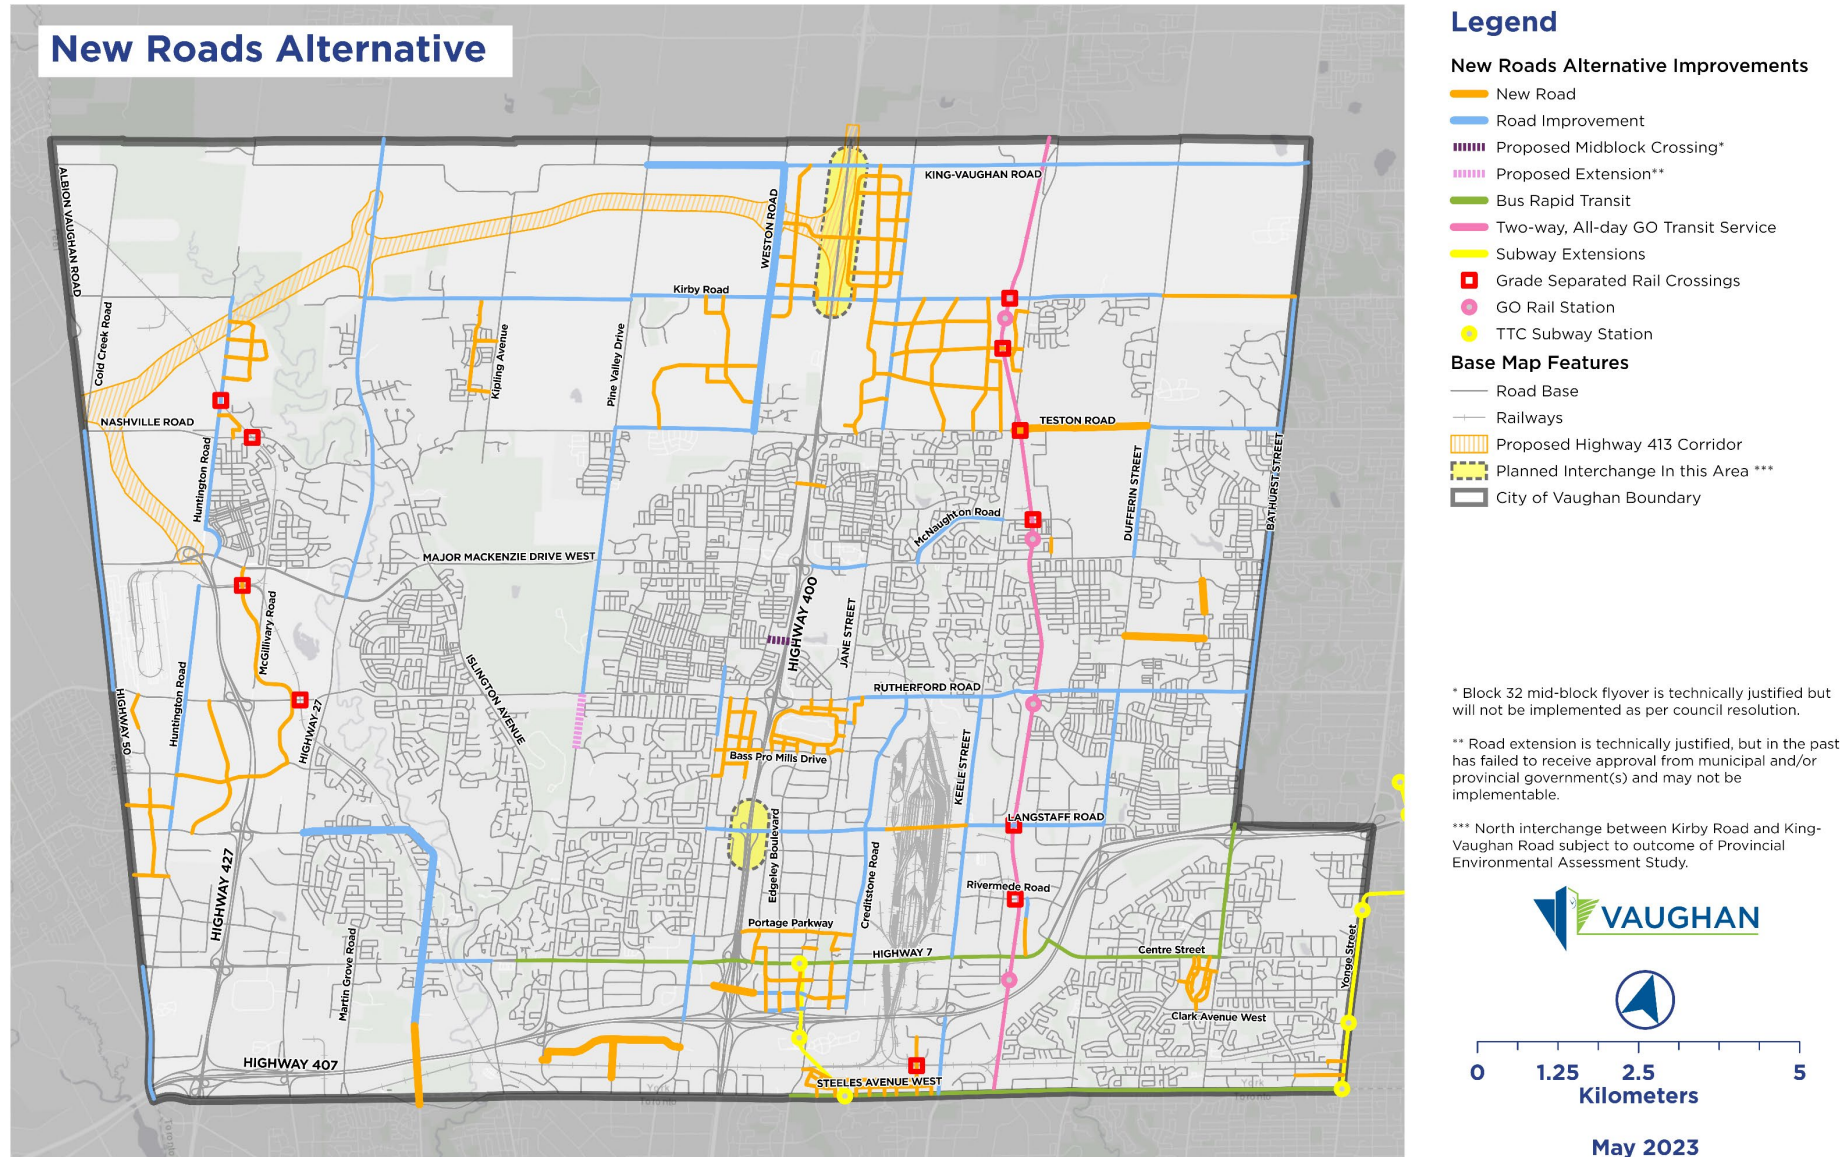 New Roads Alternative
ALBION VAUGHAN ROAD
KING-VAUGHAN ROAD
WESTON ROAD
Kirby Road
Cold Creek Road
Kipling Avenue
Pine Valley Drive
NASHVILLE ROAD
TESTON ROAD
Huntington Road
DUFFERIN STREET
BATHURST STREET
McNaughton Road
MAJOR MACKENZIE DRIVE WEST
HIGHWAY 400
McGillivary Road
JANE STREET
ISLINGTON AVENUE
RUTHERFORD ROAD
HIGHWAY 50
Huntington Road
HIGHWAY 27
Bass Pro Mills Drive
KEELE STREET
LANGSTAFF ROAD
Edgeley Boulevard
Creditstone Road
HIGHWAY 427
Rivermede Road
Portage Parkway
Martin Grove Road
HIGHWAY 7
Centre Street
Yonge Street
Clark Avenue West
HIGHWAY 407
STEELES AVENUE WEST
York
Toronto
York
Toronto
Toronto
Legend
New Roads Alternative Improvements
New Road
Road Improvement
Proposed Midblock Crossing*
Proposed Extension**
Bus Rapid Transit
Two-way, All-day GO Transit Service
Subway Extensions
Grade Separated Rail Crossings
GO Rail Station
TTC Subway Station
Base Map Features
Road Base
Railways
Proposed Highway 413 Corridor
Planned Interchange In this Area ***
City of Vaughan Boundary
* Block 32 mid-block flyover is technically justified but
will not be implemented as per council resolution.
** Road extension is technically justified, but in the past
has failed to receive approval from municipal and/or
provincial government(s) and may not be
implementable.
*** North interchange between Kirby Road and King-
Vaughan Road subject to outcome of Provincial
Environmental Assessment Study.
VAUGHAN
0 1.25 2.5 5
Kilometers
May 2023